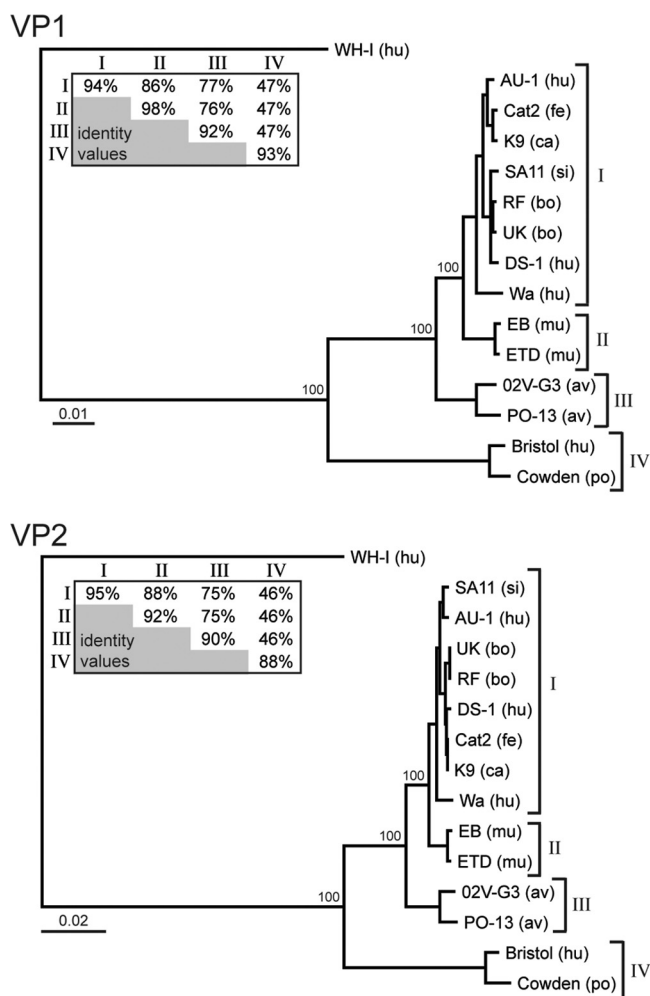 VP1
WH-I (hu)
I II III IV
I 94% 86% 77% 47%
II 98% 76% 47%
III identity 92% 47%
IV values 93%
AU-1 (hu)
Cat2 (fe)
K9 (ca)
SA11 (si)
I
RF (bo)
UK (bo)
DS-1 (hu)
100
Wa (hu)
EB (mu)
100
II
ETD (mu)
02V-G3 (av)
100
III
0.01
PO-13 (av)
Bristol (hu)
IV
Cowden (po)
VP2
WH-I (hu)
I II III IV
I 95% 88% 75% 46%
II 92% 75% 46%
III identity 90% 46%
IV values 88%
SA11 (si)
AU-1 (hu)
UK (bo)
RF (bo)
I
DS-1 (hu)
Cat2 (fe)
K9 (ca)
100
Wa (hu)
EB (mu)
100
II
ETD (mu)
02V-G3 (av)
100
III
0.02
PO-13 (av)
Bristol (hu)
IV
Cowden (po)